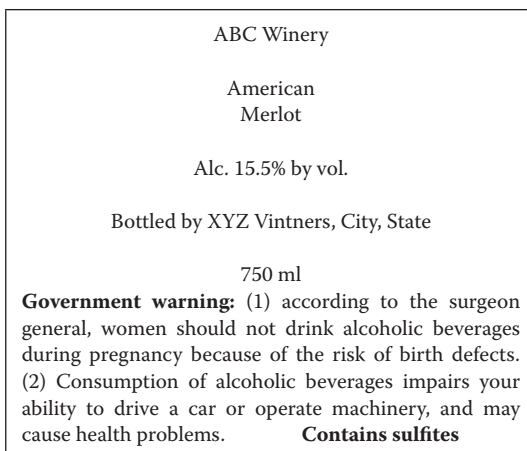 ABC Winery
American
Merlot
Alc. 15.5% by vol.
Bottled by XYZ Vintners, City, State
750 ml
Government warning: (1) according to the surgeon
general, women should not drink alcoholic beverages
during pregnancy because of the risk of birth defects.
(2) Consumption of alcoholic beverages impairs your
ability to drive a car or operate machinery, and may
cause health problems. Contains sulfites